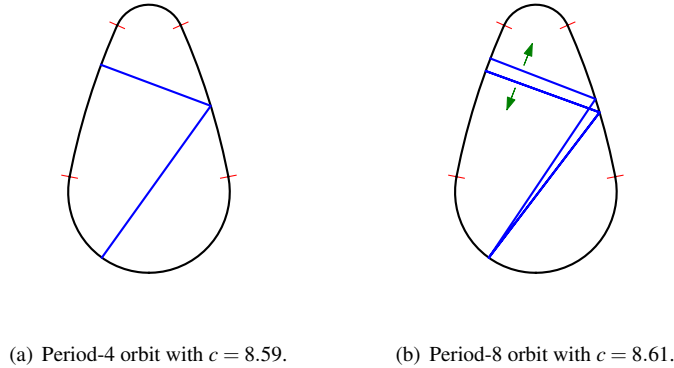 (a) Period-4 orbit with c = 8.59.
(b) Period-8 orbit with c = 8.61.